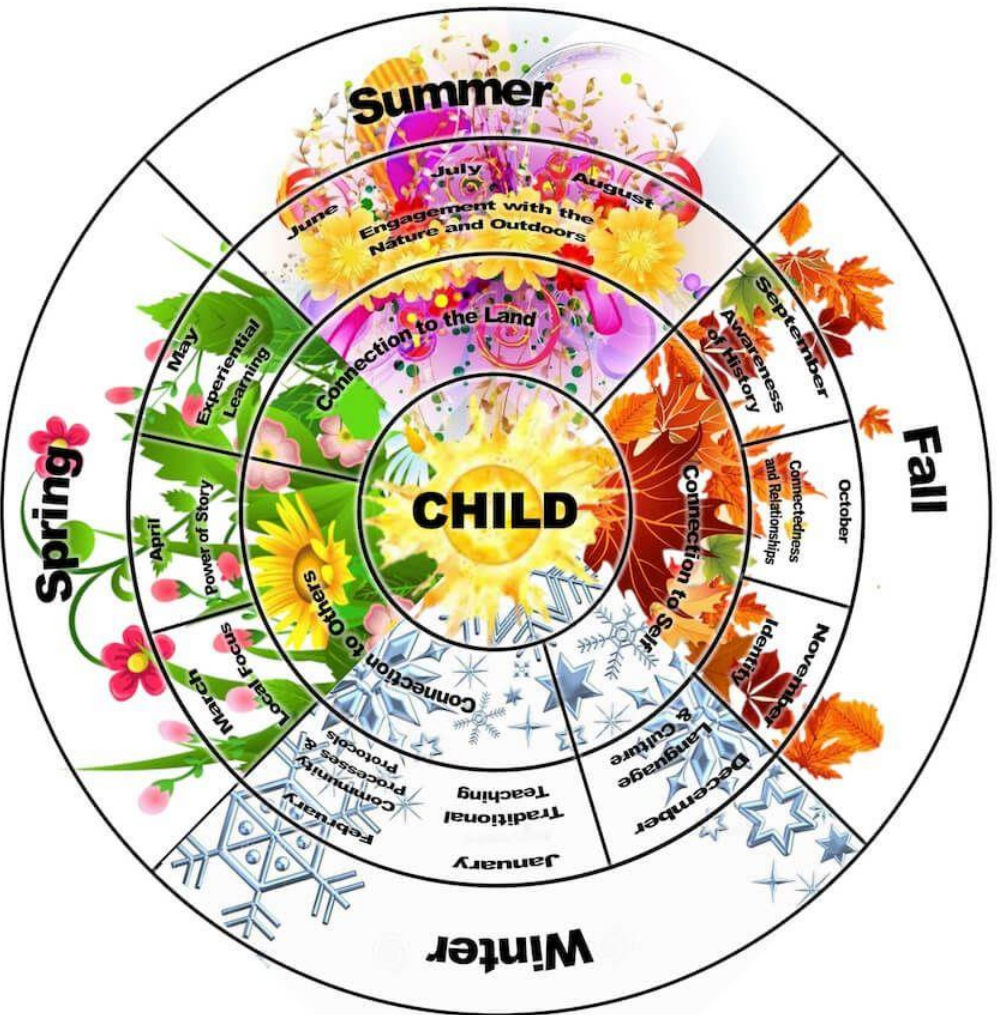 Summer
June
July
August
Engagement with the
Nature and Outdoors
Connection to the Land
Fall
September
Awareness
of History
October
Connectedness
and Relationships
November
Identity
Connection to Self
Winter
December
Language
&
Culture
January
Traditional
Teaching
February
Community
Processes &
Protocols
Connection to Others
Spring
March
Local Focus
April
Power of Story
May
Experiential
Learning
CHILD